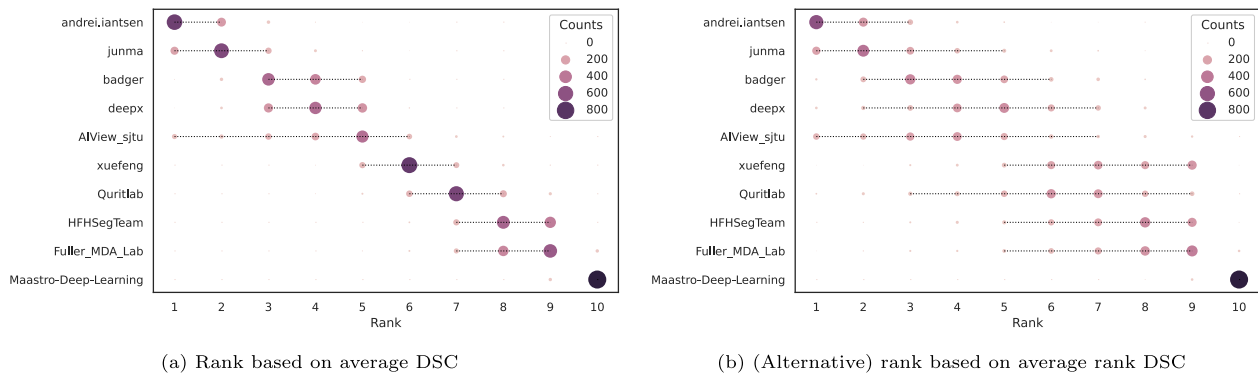 andrei.iantsen
junma
badger
deepx
AIView_sjtu
xuefeng
Quritlab
HFHSegTeam
Fuller_MDA_Lab
Maastro-Deep-Learning
Counts
0
200
400
600
800
1 2 3 4 5 6 7 8 9 10
Rank
(a) Rank based on average DSC
andrei.iantsen
junma
badger
deepx
AIView_sjtu
xuefeng
Quritlab
HFHSegTeam
Fuller_MDA_Lab
Maastro-Deep-Learning
Counts
0
200
400
600
800
1 2 3 4 5 6 7 8 9 10
Rank
(b) (Alternative) rank based on average rank DSC